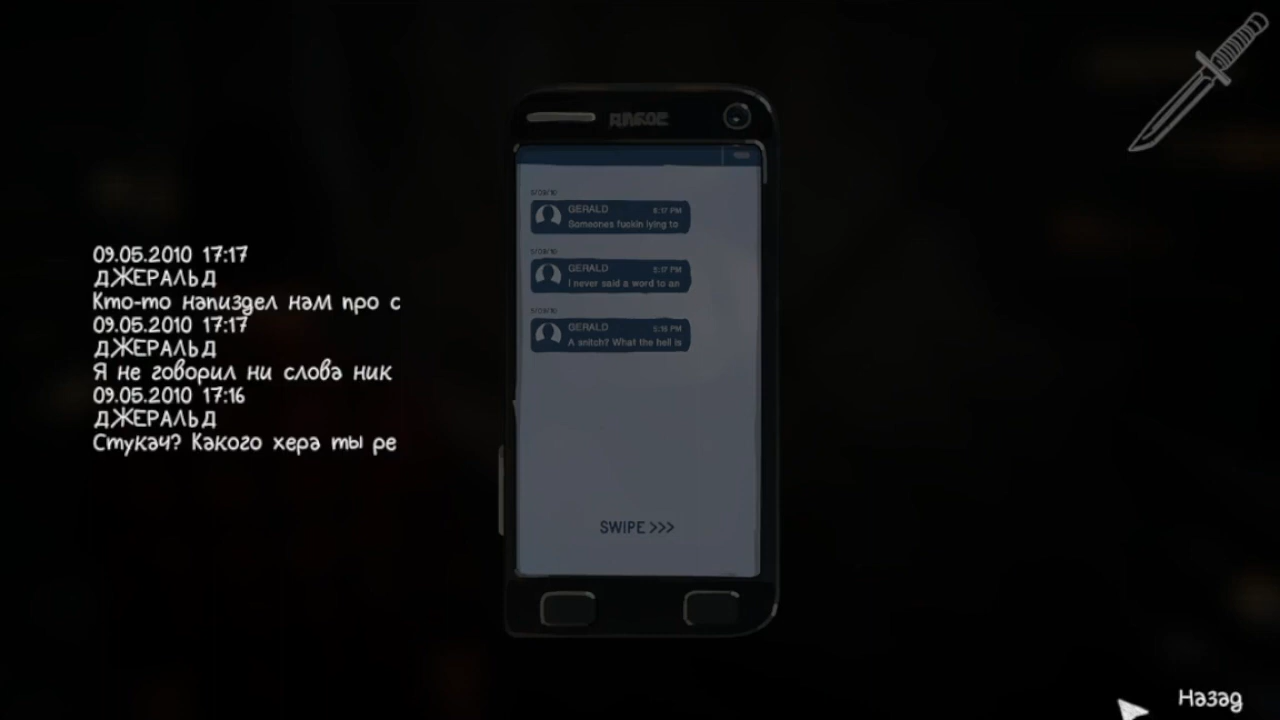 09.05.2010 17:17
ДЖЕРАЛЬД
Кто-то напиздел нам про с
09.05.2010 17:17
ДЖЕРАЛЬД
Я не говорил ни слова ник
09.05.2010 17:16
ДЖЕРАЛЬД
Стукач? Какого хера ты ре
GERALD 5:17 PM
Someones fuckin lying to
GERALD 5:17 PM
I never said a word to an
GERALD 5:16 PM
A snitch? What the hell is
SWIPE >>>
Назад